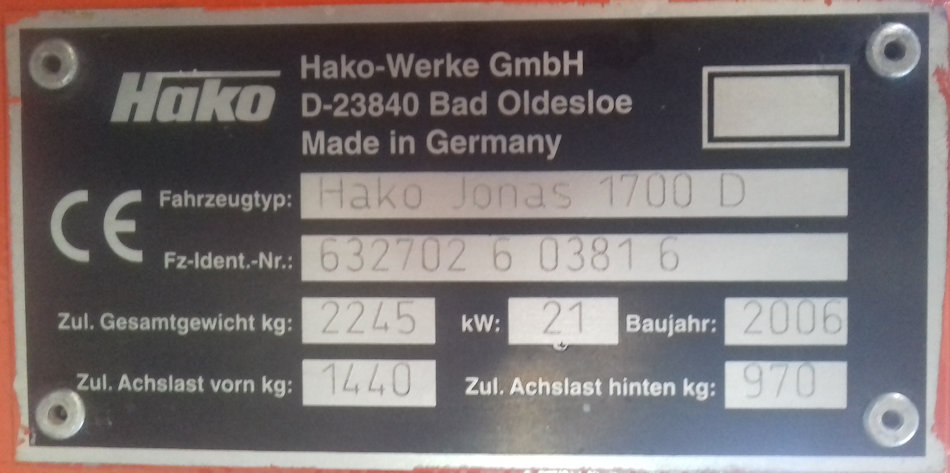 Hako
Hako-Werke GmbH
D-23840 Bad Oldesloe
Made in Germany
CE
Fahrzeugtyp: Hako Jonas 1700 D
Fz-Ident.-Nr.: 632702 6 0381 6
Zul. Gesamtgewicht kg: 2245 kW: 21 Baujahr: 2006
Zul. Achslast vorn kg: 1440 Zul. Achslast hinten kg: 970